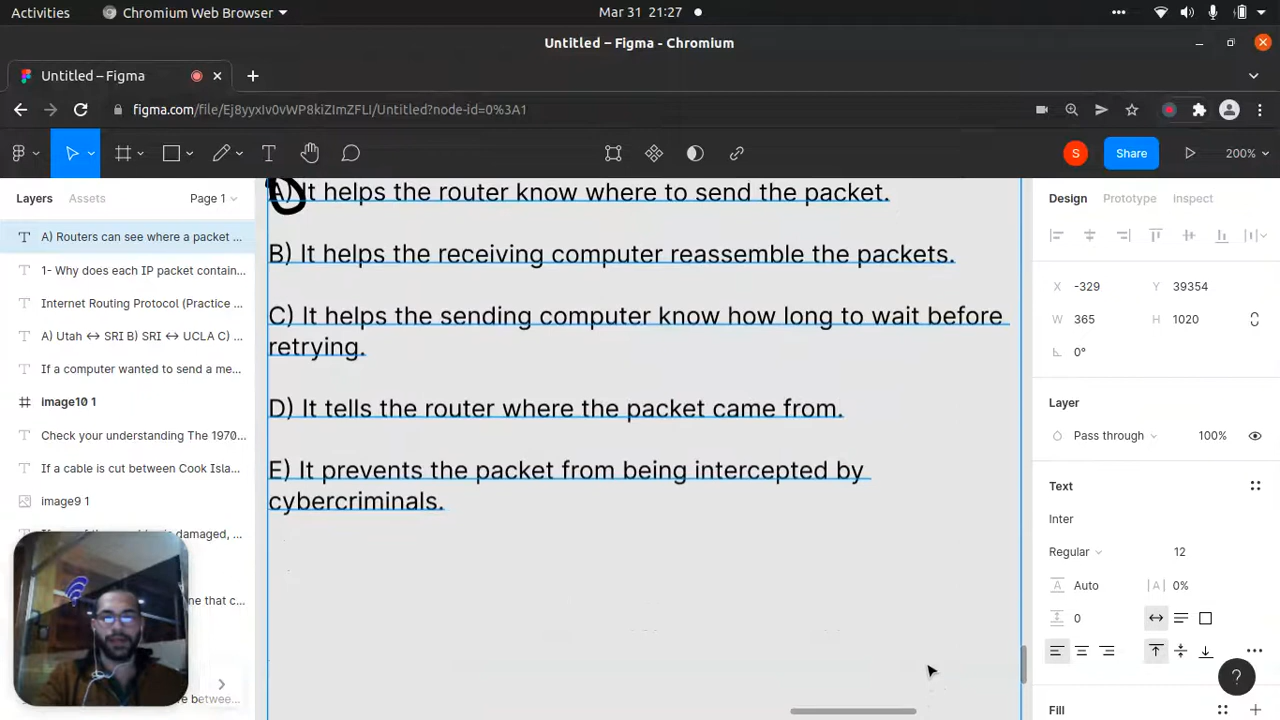 Activities
Chromium Web Browser
Mar 31 21:27
Untitled – Figma - Chromium
Untitled – Figma
figma.com/file/Ej8yyxIv0vWP8kiZImZFLI/Untitled?node-id=0%3A1
Share
200%
Layers
Assets
Page 1
Design
Prototype
Inspect
A) Routers can see where a packet ...
1- Why does each IP packet contain...
Internet Routing Protocol (Practice ...
A) Utah ↔ SRI B) SRI ↔ UCLA C) ...
If a computer wanted to send a me...
image10 1
Check your understanding The 1970...
If a cable is cut between Cook Isla...
image9 1
is damaged, ...
ne that c...
re betwee...
A) It helps the router know where to send the packet.
B) It helps the receiving computer reassemble the packets.
C) It helps the sending computer know how long to wait before
retrying.
D) It tells the router where the packet came from.
E) It prevents the packet from being intercepted by
cybercriminals.
X -329 Y 39354
W 365 H 1020
0°
Layer
Pass through 100%
Text
Inter
Regular 12
Auto 0%
0
Fill